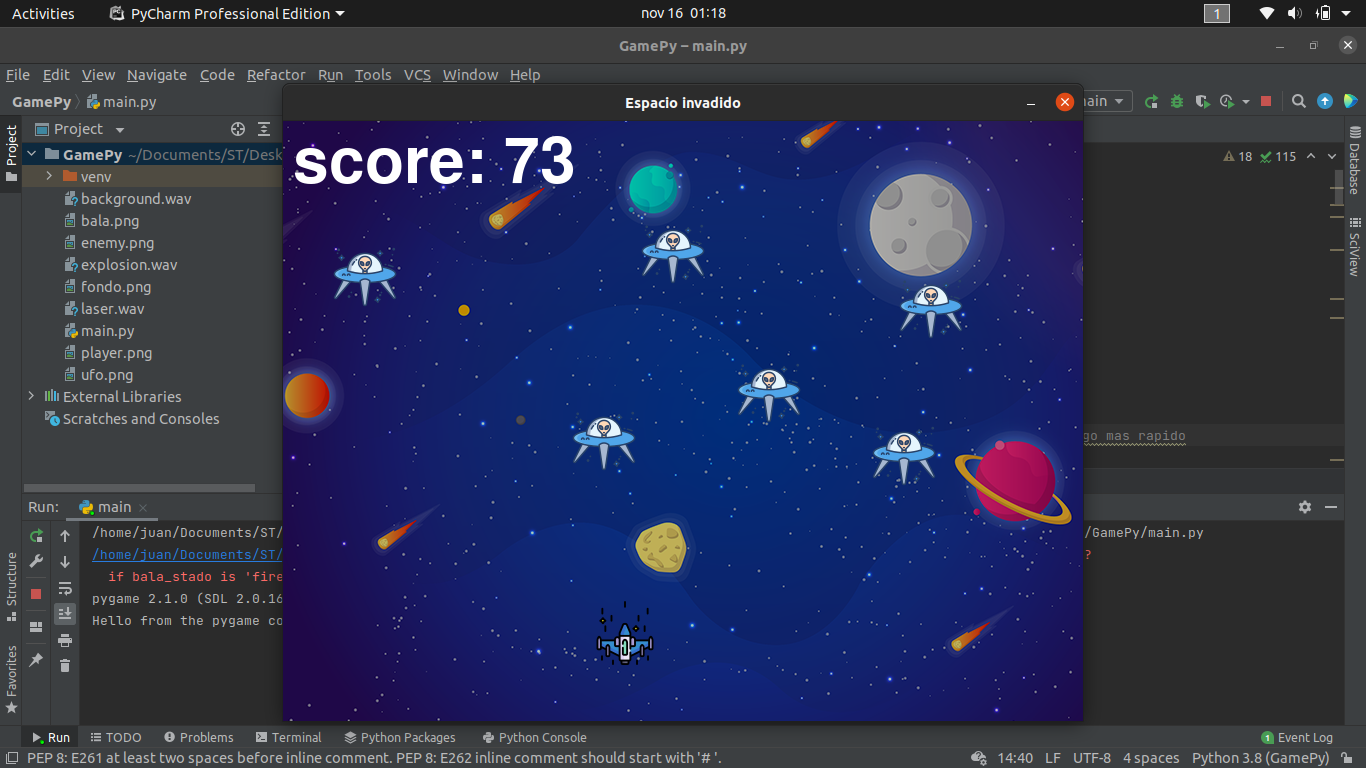 Activities PyCharm Professional Edition nov 16 01:18 1
GamePy – main.py
File Edit View Navigate Code Refactor Run Tools VCS Window Help
GamePy main.py
Espacio invadido
Project
Project
GamePy ~/Documents/ST/Desk
18 115
venv
background.wav
bala.png
enemy.png
explosion.wav
fondo.png
laser.wav
main.py
player.png
ufo.png
External Libraries
Scratches and Consoles
score: 73
Database
SciView
go mas rapido
Run: main
Structure
Favorites
/home/juan/Documents/ST/ /GamePy/main.py
/home/juan/Documents/ST/ ?
if bala_stado is 'fire
pygame 2.1.0 (SDL 2.0.16
Hello from the pygame co
Run TODO Problems Terminal Python Packages Python Console 1 Event Log
PEP 8: E261 at least two spaces before inline comment. PEP 8: E262 inline comment should start with '# '. 14:40 LF UTF-8 4 spaces Python 3.8 (GamePy)